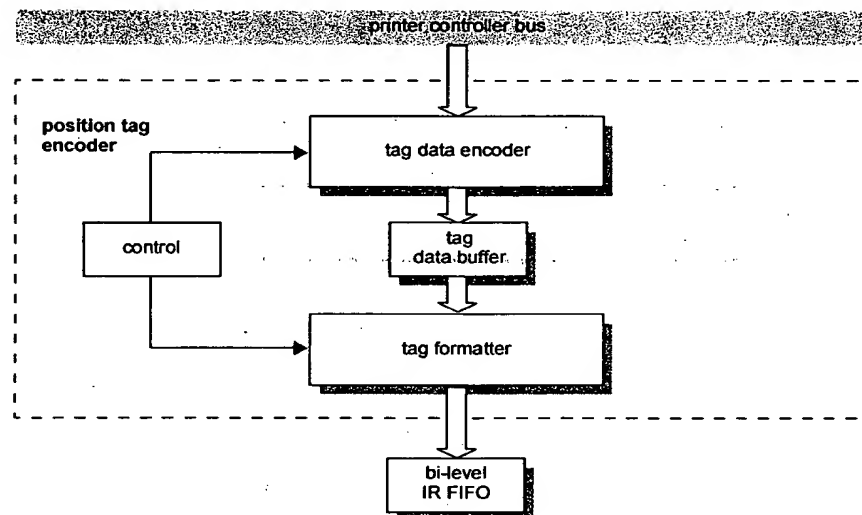 printer controller bus
position tag
encoder
tag data encoder
control
tag
data buffer
tag formatter
bi-level
IR FIFO